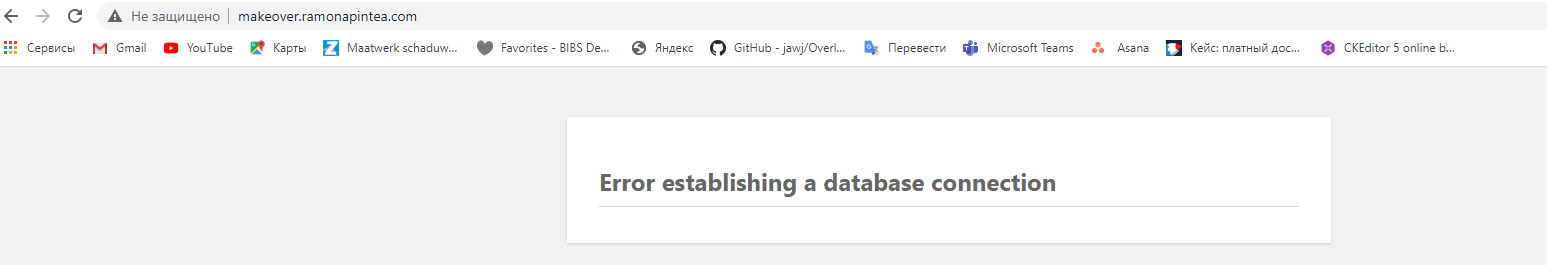 Не защищено makeover.ramonapintea.com
Сервисы Gmail YouTube Карты Maatwerk schaduw... Favorites - BIBS De... Яндекс GitHub - jawj/Overl... Перевести Microsoft Teams Asana Кейс: платный дос... CKEditor 5 online b...
Error establishing a database connection